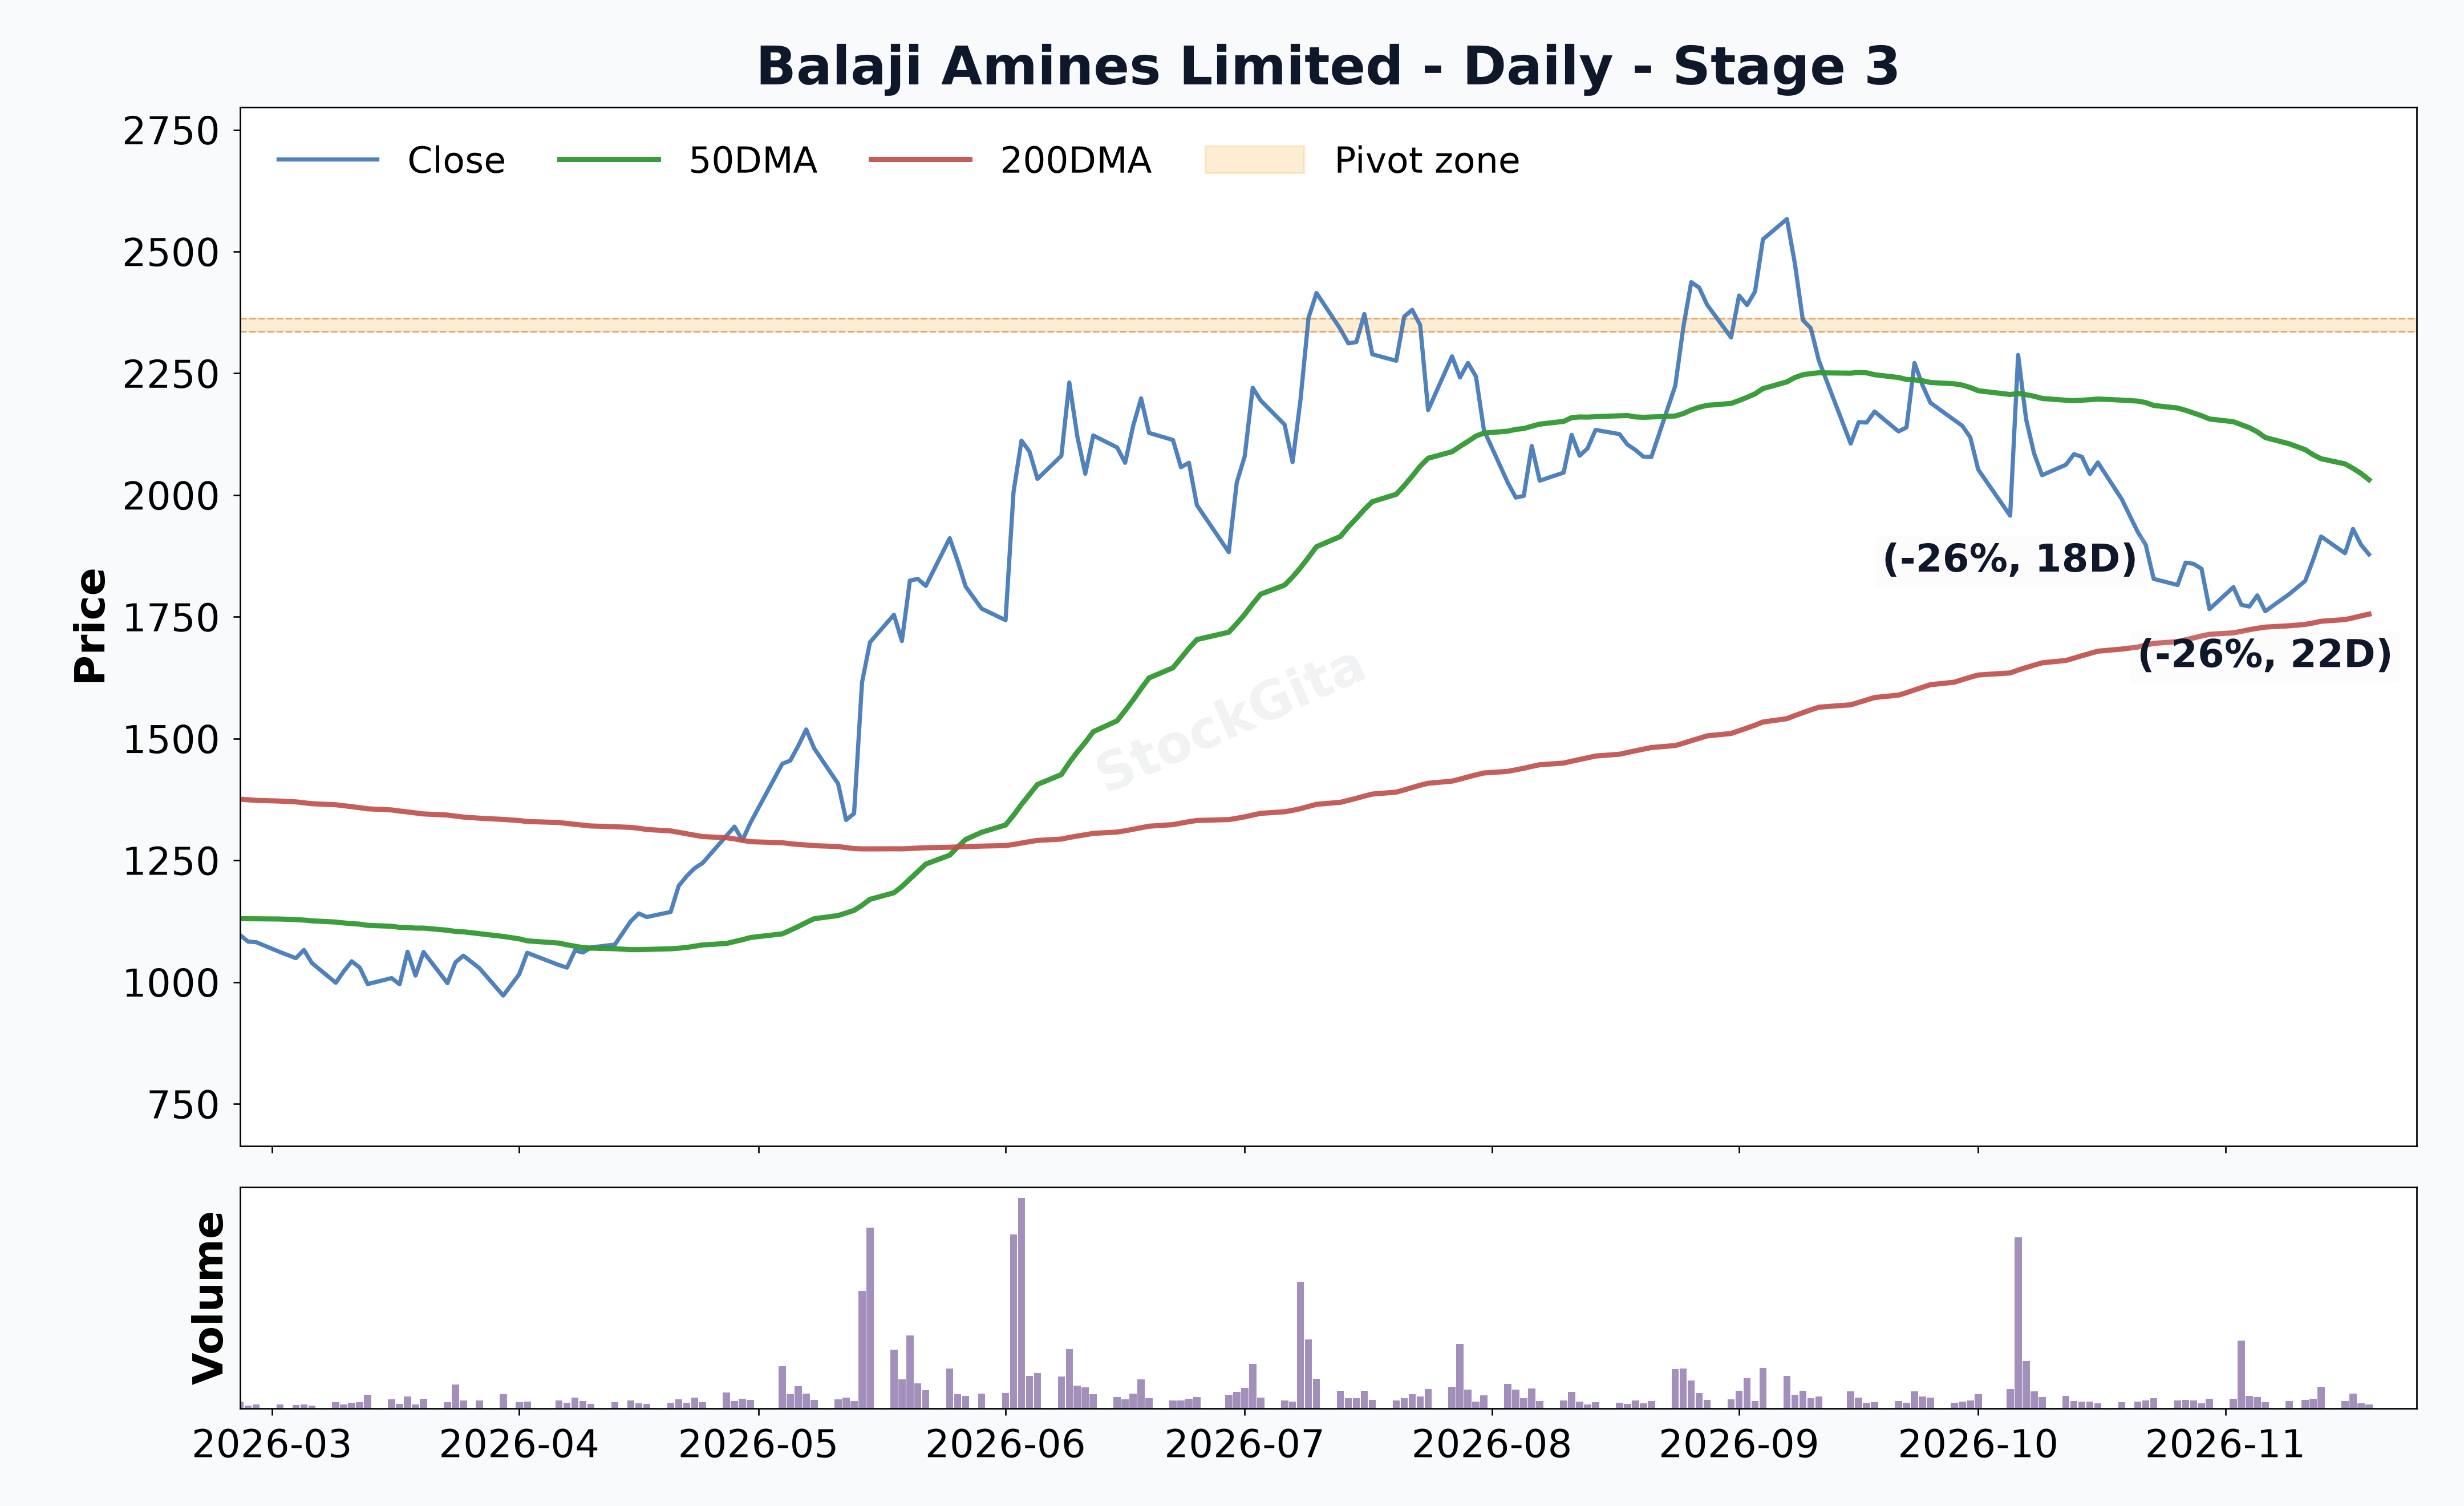 Balaji Amines Limited - Daily - Stage 3
Close 50DMA 200DMA Pivot zone
Price
2750
2500
2250
2000
1750
1500
1250
1000
750
(-26%, 18D)
(-26%, 22D)
StockGita
Volume
2026-03 2026-04 2026-05 2026-06 2026-07 2026-08 2026-09 2026-10 2026-11